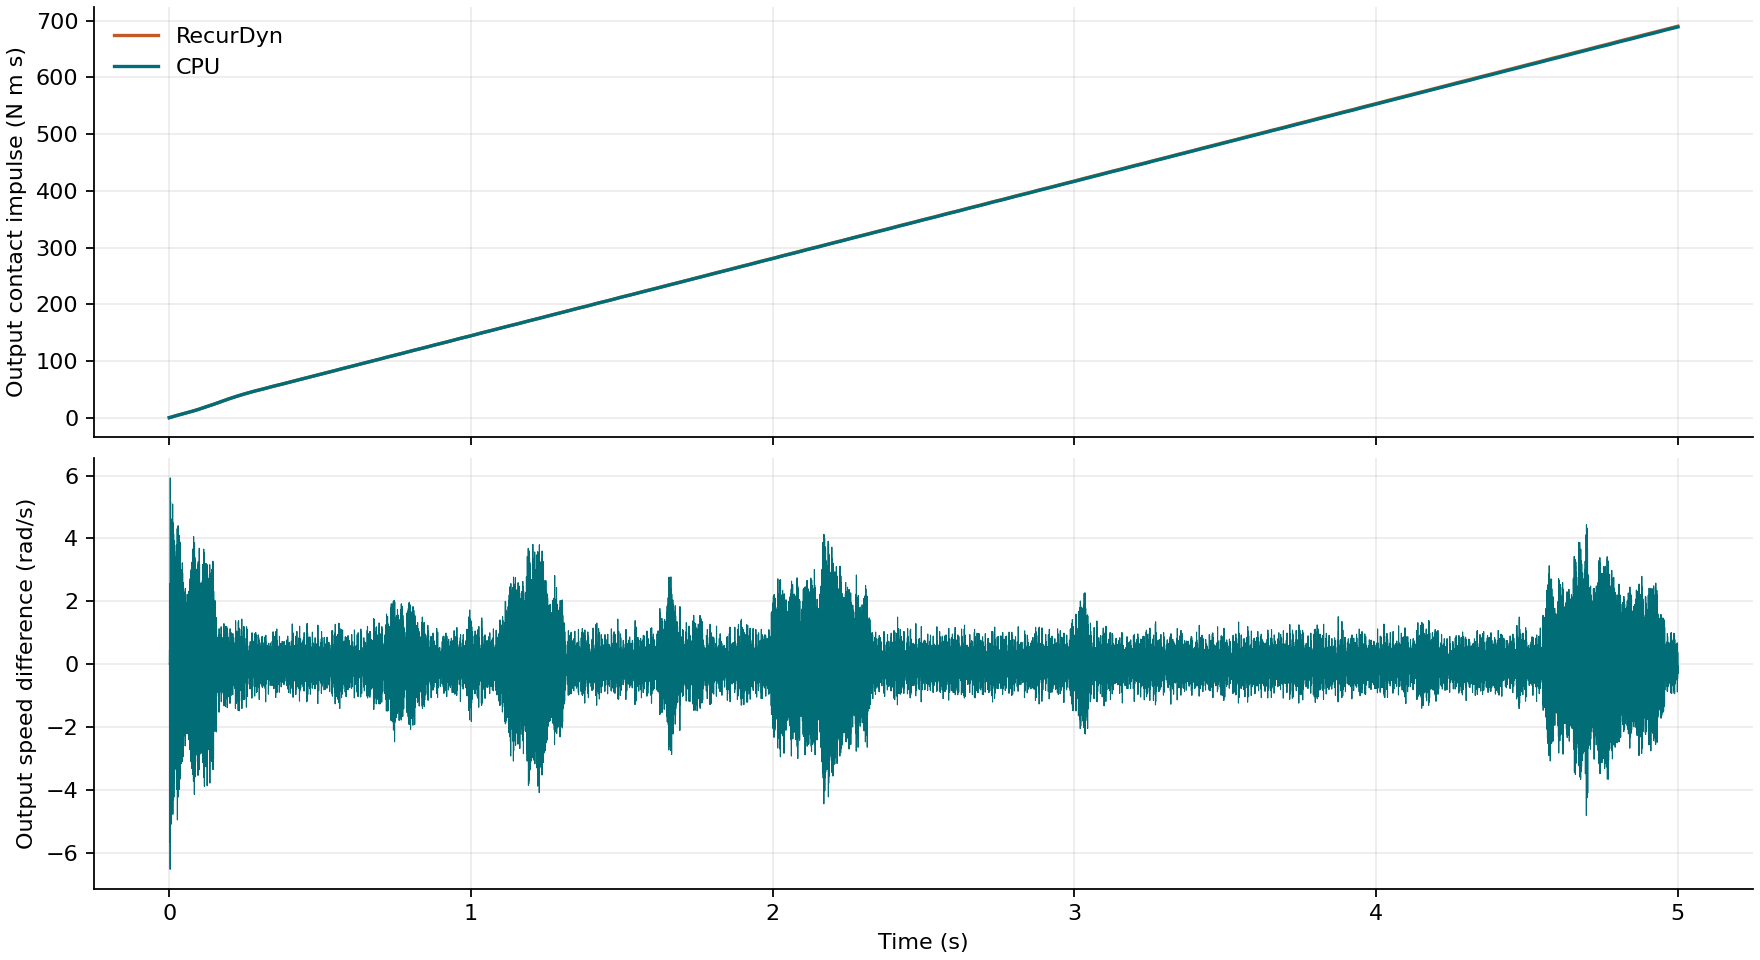 Output contact impulse (N m s)
700
600
500
400
300
200
100
0
RecurDyn
CPU
Output speed difference (rad/s)
6
4
2
0
−2
−4
−6
0 1 2 3 4 5
Time (s)